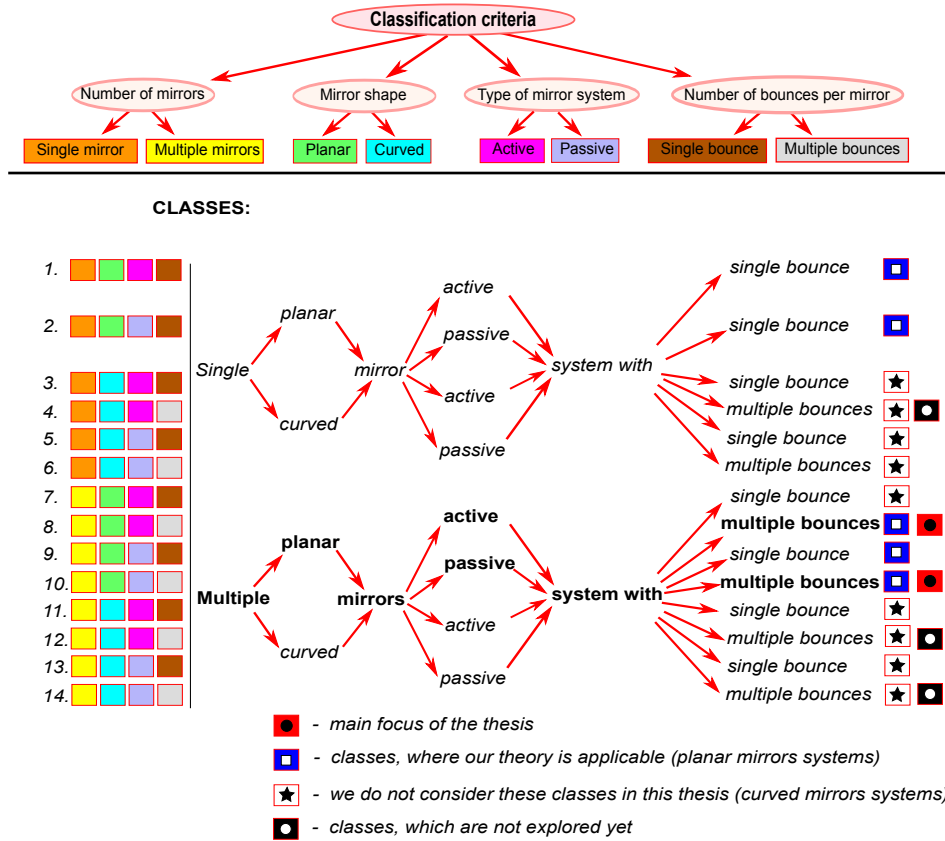 Classification criteria
Number of mirrors
Mirror shape
Type of mirror system
Number of bounces per mirror
Single mirror
Multiple mirrors
Planar
Curved
Active
Passive
Single bounce
Multiple bounces
CLASSES:
1.
2.
3.
4.
5.
6.
7.
8.
9.
10.
11.
12.
13.
14.
Single
planar
curved
mirror
active
passive
active
passive
system with
single bounce
single bounce
single bounce
multiple bounces
single bounce
multiple bounces
Multiple
planar
curved
mirrors
active
passive
active
passive
system with
single bounce
multiple bounces
single bounce
multiple bounces
single bounce
multiple bounces
single bounce
multiple bounces
- main focus of the thesis
- classes, where our theory is applicable (planar mirrors systems)
- we do not consider these classes in this thesis (curved mirrors systems)
- classes, which are not explored yet